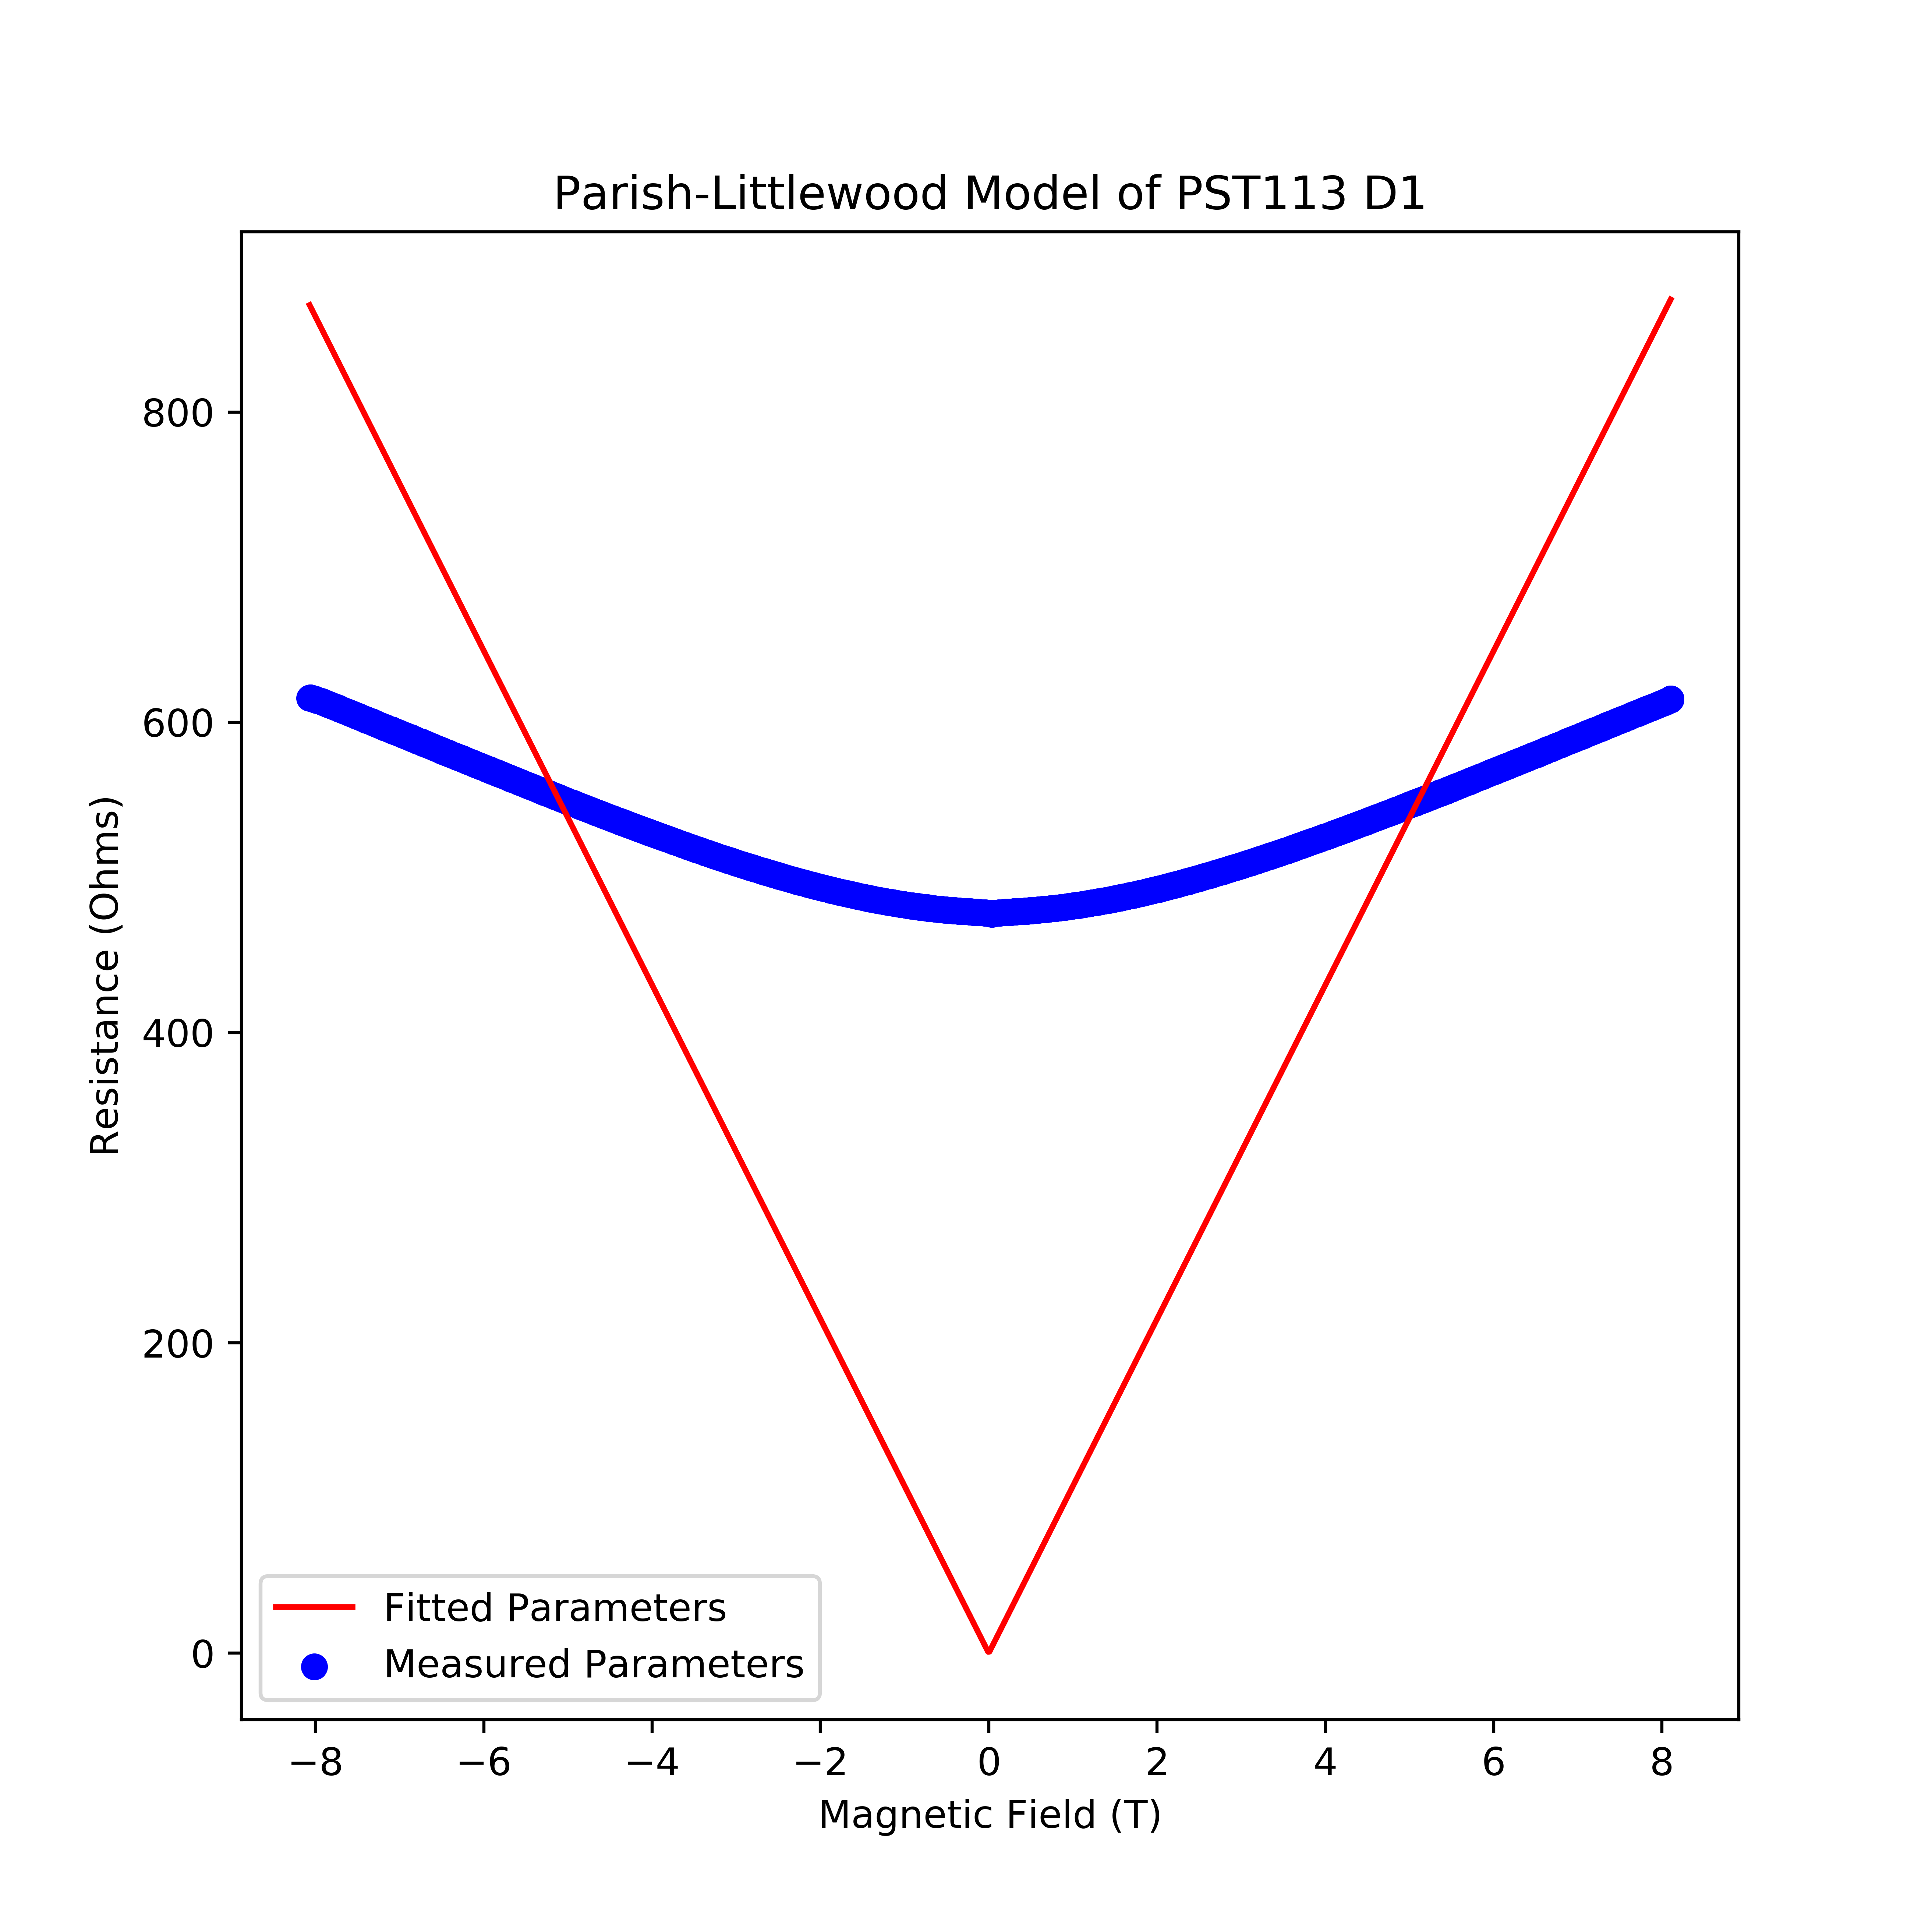 Parish-Littlewood Model of PST113 D1
800
600
400
200
0
Resistance (Ohms)
Fitted Parameters
Measured Parameters
−8 −6 −4 −2 0 2 4 6 8
Magnetic Field (T)